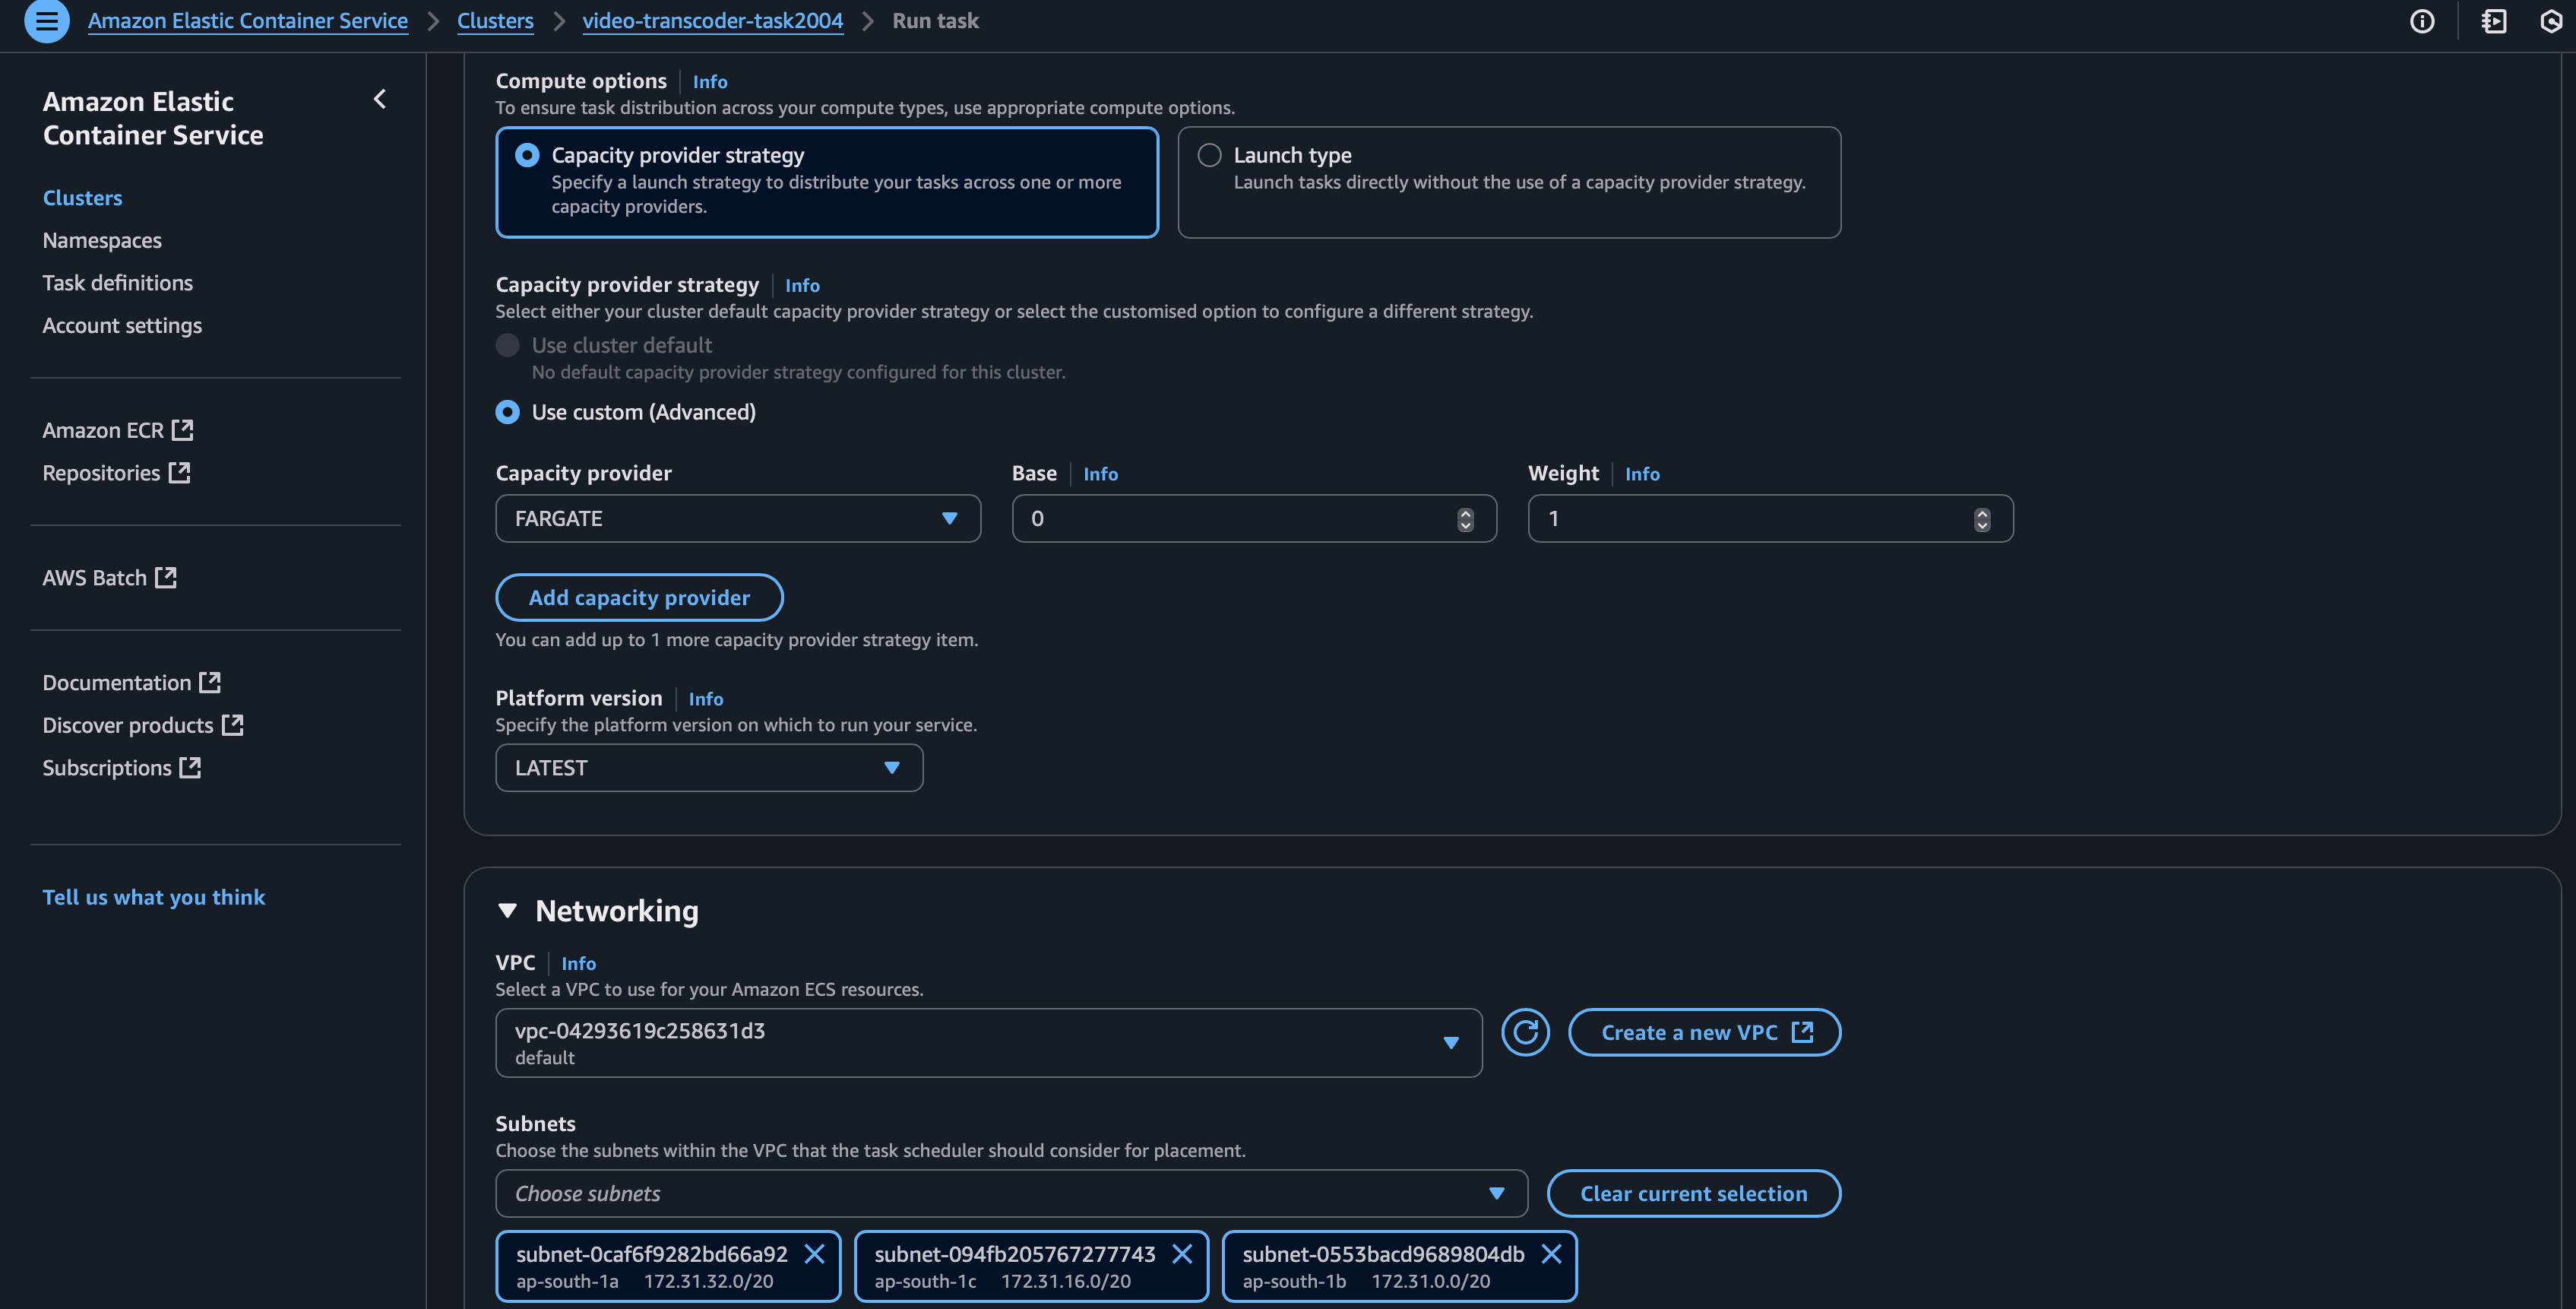 Amazon Elastic Container Service > Clusters > video-transcoder-task2004 > Run task
Amazon Elastic
Container Service
Clusters
Namespaces
Task definitions
Account settings
Amazon ECR
Repositories
AWS Batch
Documentation
Discover products
Subscriptions
Tell us what you think
Compute options Info
To ensure task distribution across your compute types, use appropriate compute options.
Capacity provider strategy
Specify a launch strategy to distribute your tasks across one or more
capacity providers.
Launch type
Launch tasks directly without the use of a capacity provider strategy.
Capacity provider strategy Info
Select either your cluster default capacity provider strategy or select the customised option to configure a different strategy.
Use cluster default
No default capacity provider strategy configured for this cluster.
Use custom (Advanced)
Capacity provider Base Info Weight Info
FARGATE 0 1
Add capacity provider
You can add up to 1 more capacity provider strategy item.
Platform version Info
Specify the platform version on which to run your service.
LATEST
Networking
VPC Info
Select a VPC to use for your Amazon ECS resources.
vpc-04293619c258631d3
default
Create a new VPC
Subnets
Choose the subnets within the VPC that the task scheduler should consider for placement.
Choose subnets
Clear current selection
subnet-0caf6f9282bd66a92
ap-south-1a 172.31.32.0/20
subnet-094fb205767277743
ap-south-1c 172.31.16.0/20
subnet-0553bacd9689804db
ap-south-1b 172.31.0.0/20